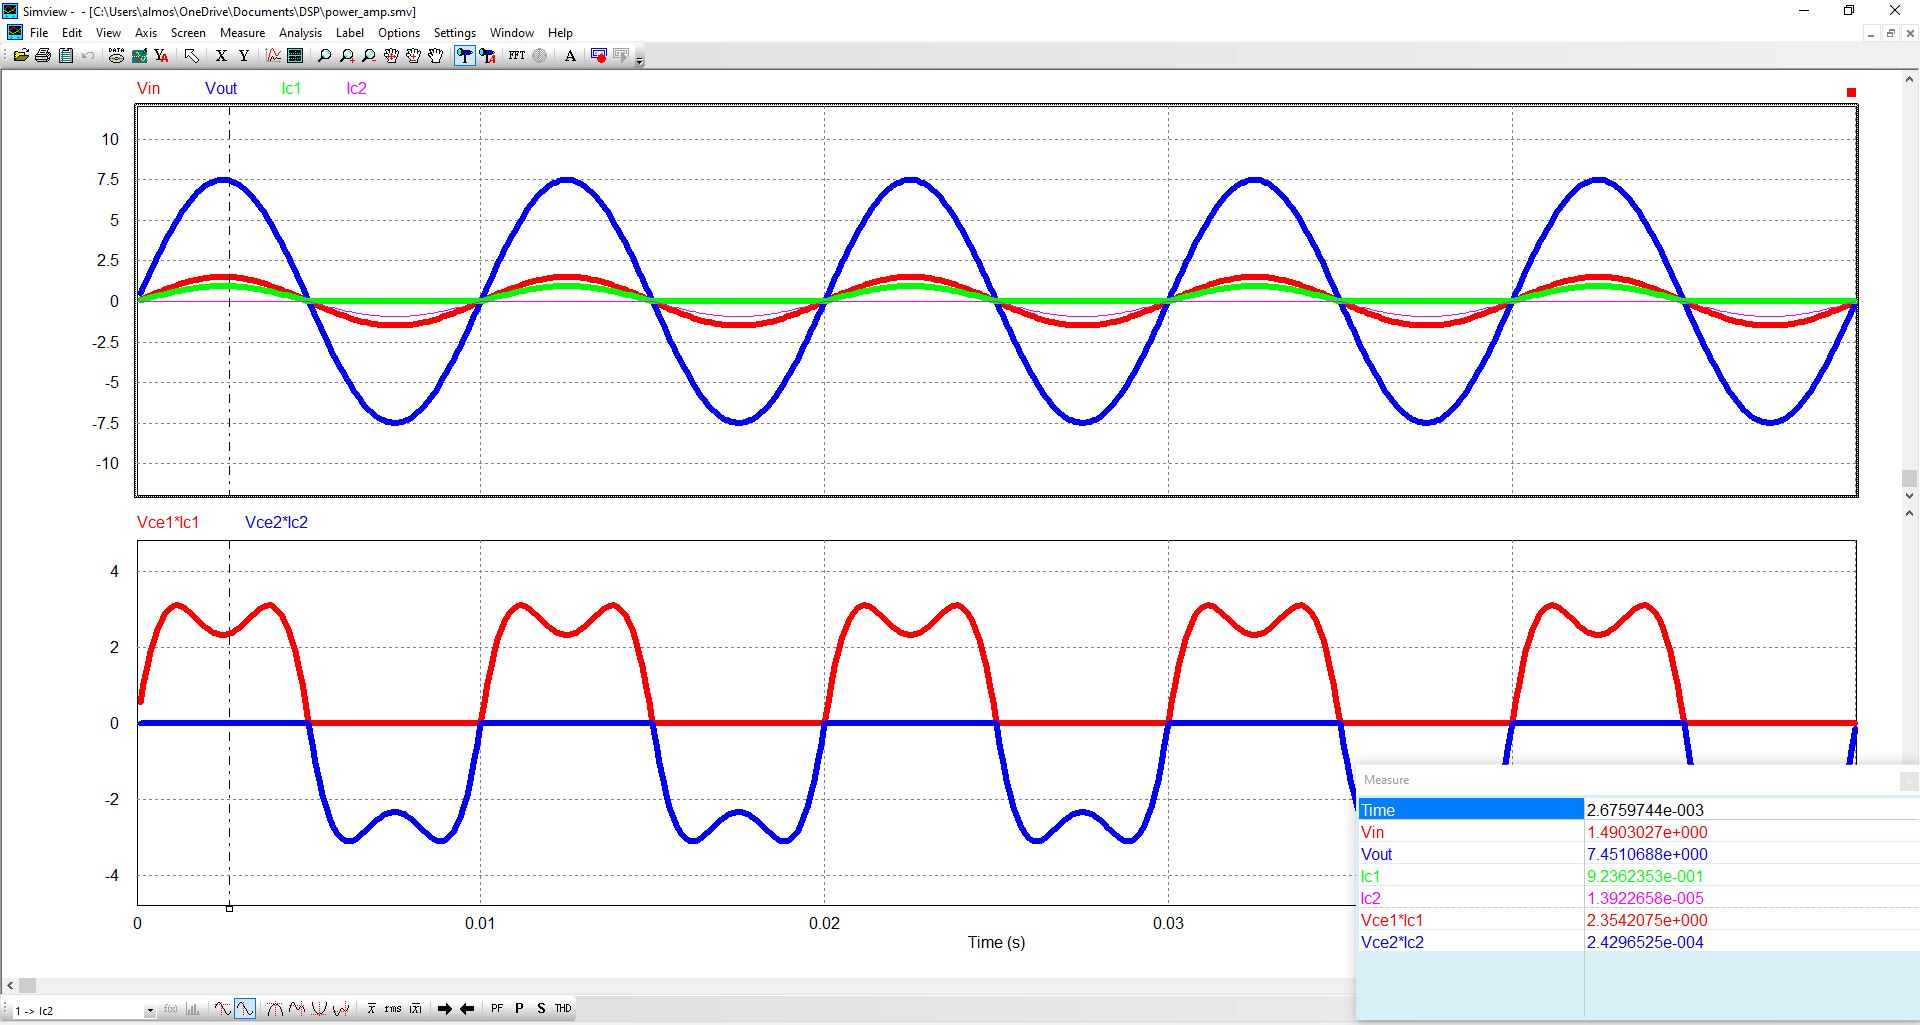 Simview - - [C:\Users\almos\OneDrive\Documents\DSP\power_amp.smv]
File Edit View Axis Screen Measure Analysis Label Options Settings Window Help
DATA X Y FFT A
Vin Vout Ic1 Ic2
10
7.5
5
2.5
0
-2.5
-5
-7.5
-10
Vce1*Ic1 Vce2*Ic2
4
2
0
-2
-4
0 0.01 0.02 0.03
Time (s)
Measure
Time 2.6759744e-003
Vin 1.4903027e+000
Vout 7.4510688e+000
Ic1 9.2362353e-001
Ic2 1.3922658e-005
Vce1*Ic1 2.3542075e+000
Vce2*Ic2 2.4296525e-004
1 -> Ic2 f(x) x rms |x| PF P S THD